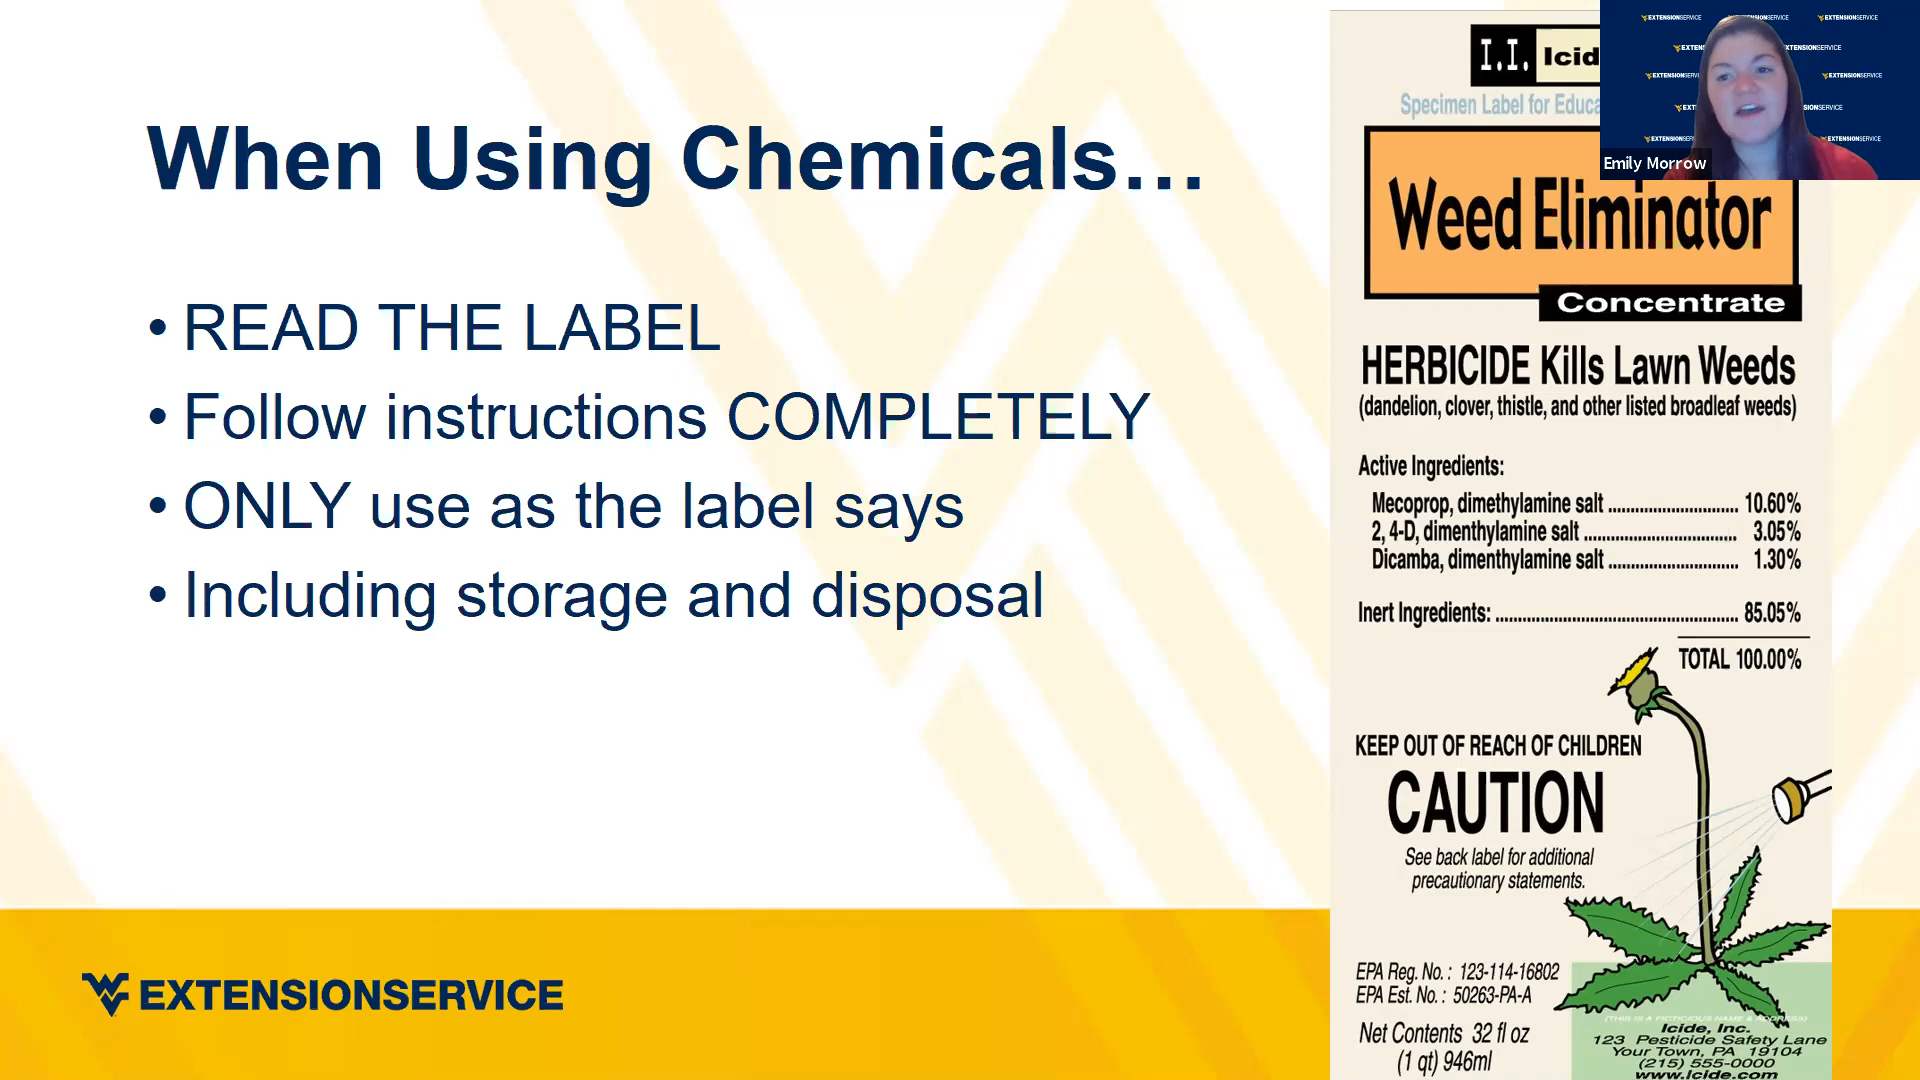 When Using Chemicals…
• READ THE LABEL
• Follow instructions COMPLETELY
• ONLY use as the label says
• Including storage and disposal
WV EXTENSIONSERVICE
I.I. Icid
Specimen Label for Educa
Weed Eliminator
Concentrate
HERBICIDE Kills Lawn Weeds
(dandelion, clover, thistle, and other listed broadleaf weeds)
Active Ingredients:
Mecoprop, dimethylamine salt ............................. 10.60%
2, 4-D, dimenthylamine salt .................................. 3.05%
Dicamba, dimenthylamine salt ............................. 1.30%
Inert Ingredients: ...................................................... 85.05%
TOTAL 100.00%
KEEP OUT OF REACH OF CHILDREN
CAUTION
See back label for additional
precautionary statements.
EPA Reg. No. : 123-114-16802
EPA Est. No. : 50263-PA-A
Net Contents 32 fl oz
(1 qt) 946ml
(THIS IS A FICTICIOUS NAME & ADDRESS)
Icide, Inc.
123 Pesticide Safety Lane
Your Town, PA 19104
(215) 555-0000
www.Icide.com
EXTENSIONSERVICE
EXTENSIONSERVICE
EXTENSIONSERVICE
EXTENSIONSERVICE
Emily Morrow